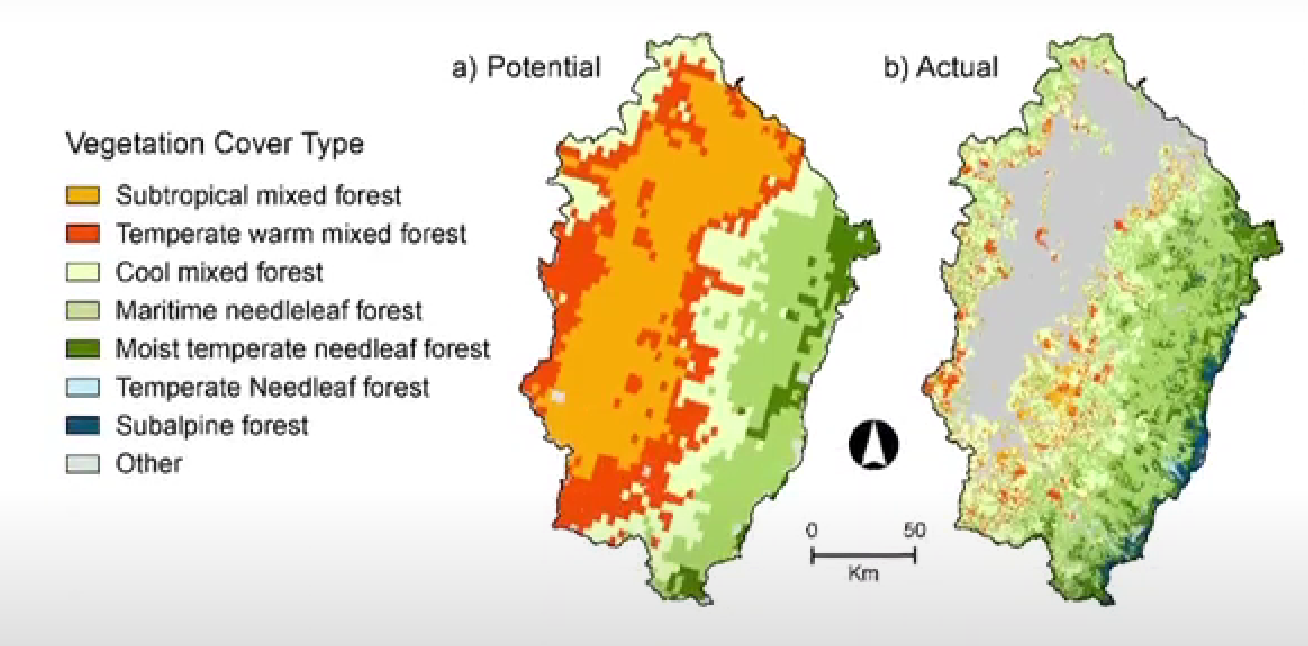 a) Potential
b) Actual
Vegetation Cover Type
Subtropical mixed forest
Temperate warm mixed forest
Cool mixed forest
Maritime needleleaf forest
Moist temperate needleaf forest
Temperate Needleaf forest
Subalpine forest
Other
0 50
Km